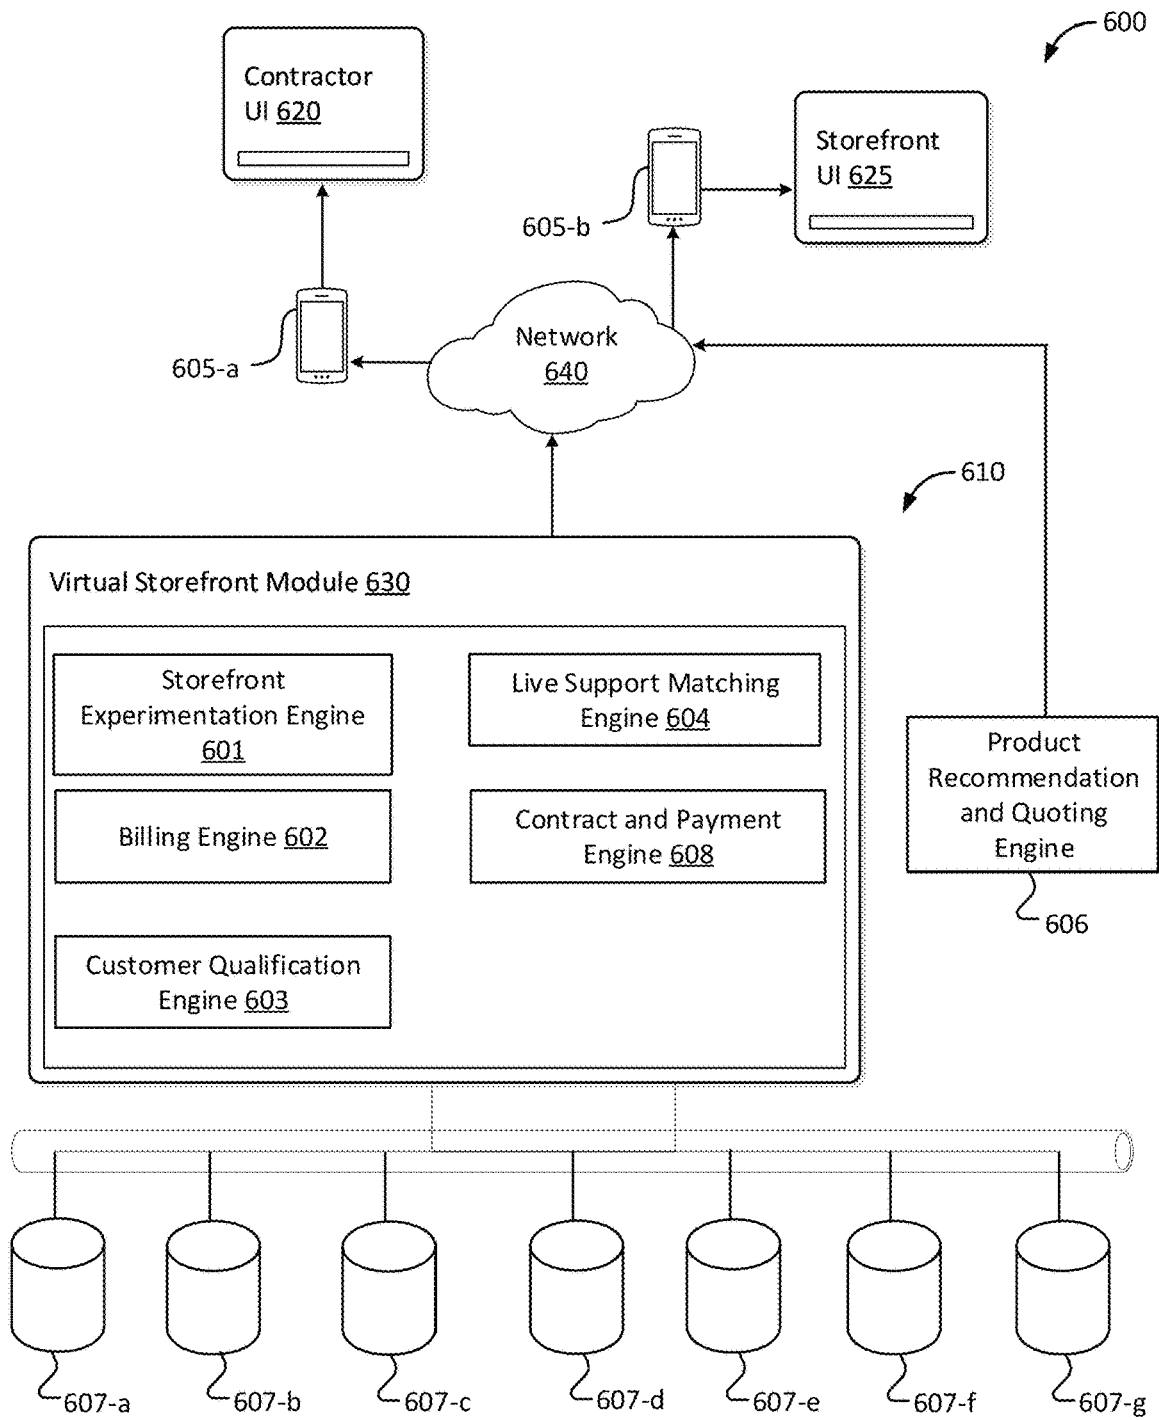 600
Contractor
UI 620
Storefront
UI 625
605-b
Network
640
605-a
610
Virtual Storefront Module 630
Storefront
Experimentation Engine
601
Live Support Matching
Engine 604
Product
Recommendation
and Quoting
Engine
Billing Engine 602
Contract and Payment
Engine 608
606
Customer Qualification
Engine 603
607-a
607-b
607-c
607-d
607-e
607-f
607-g